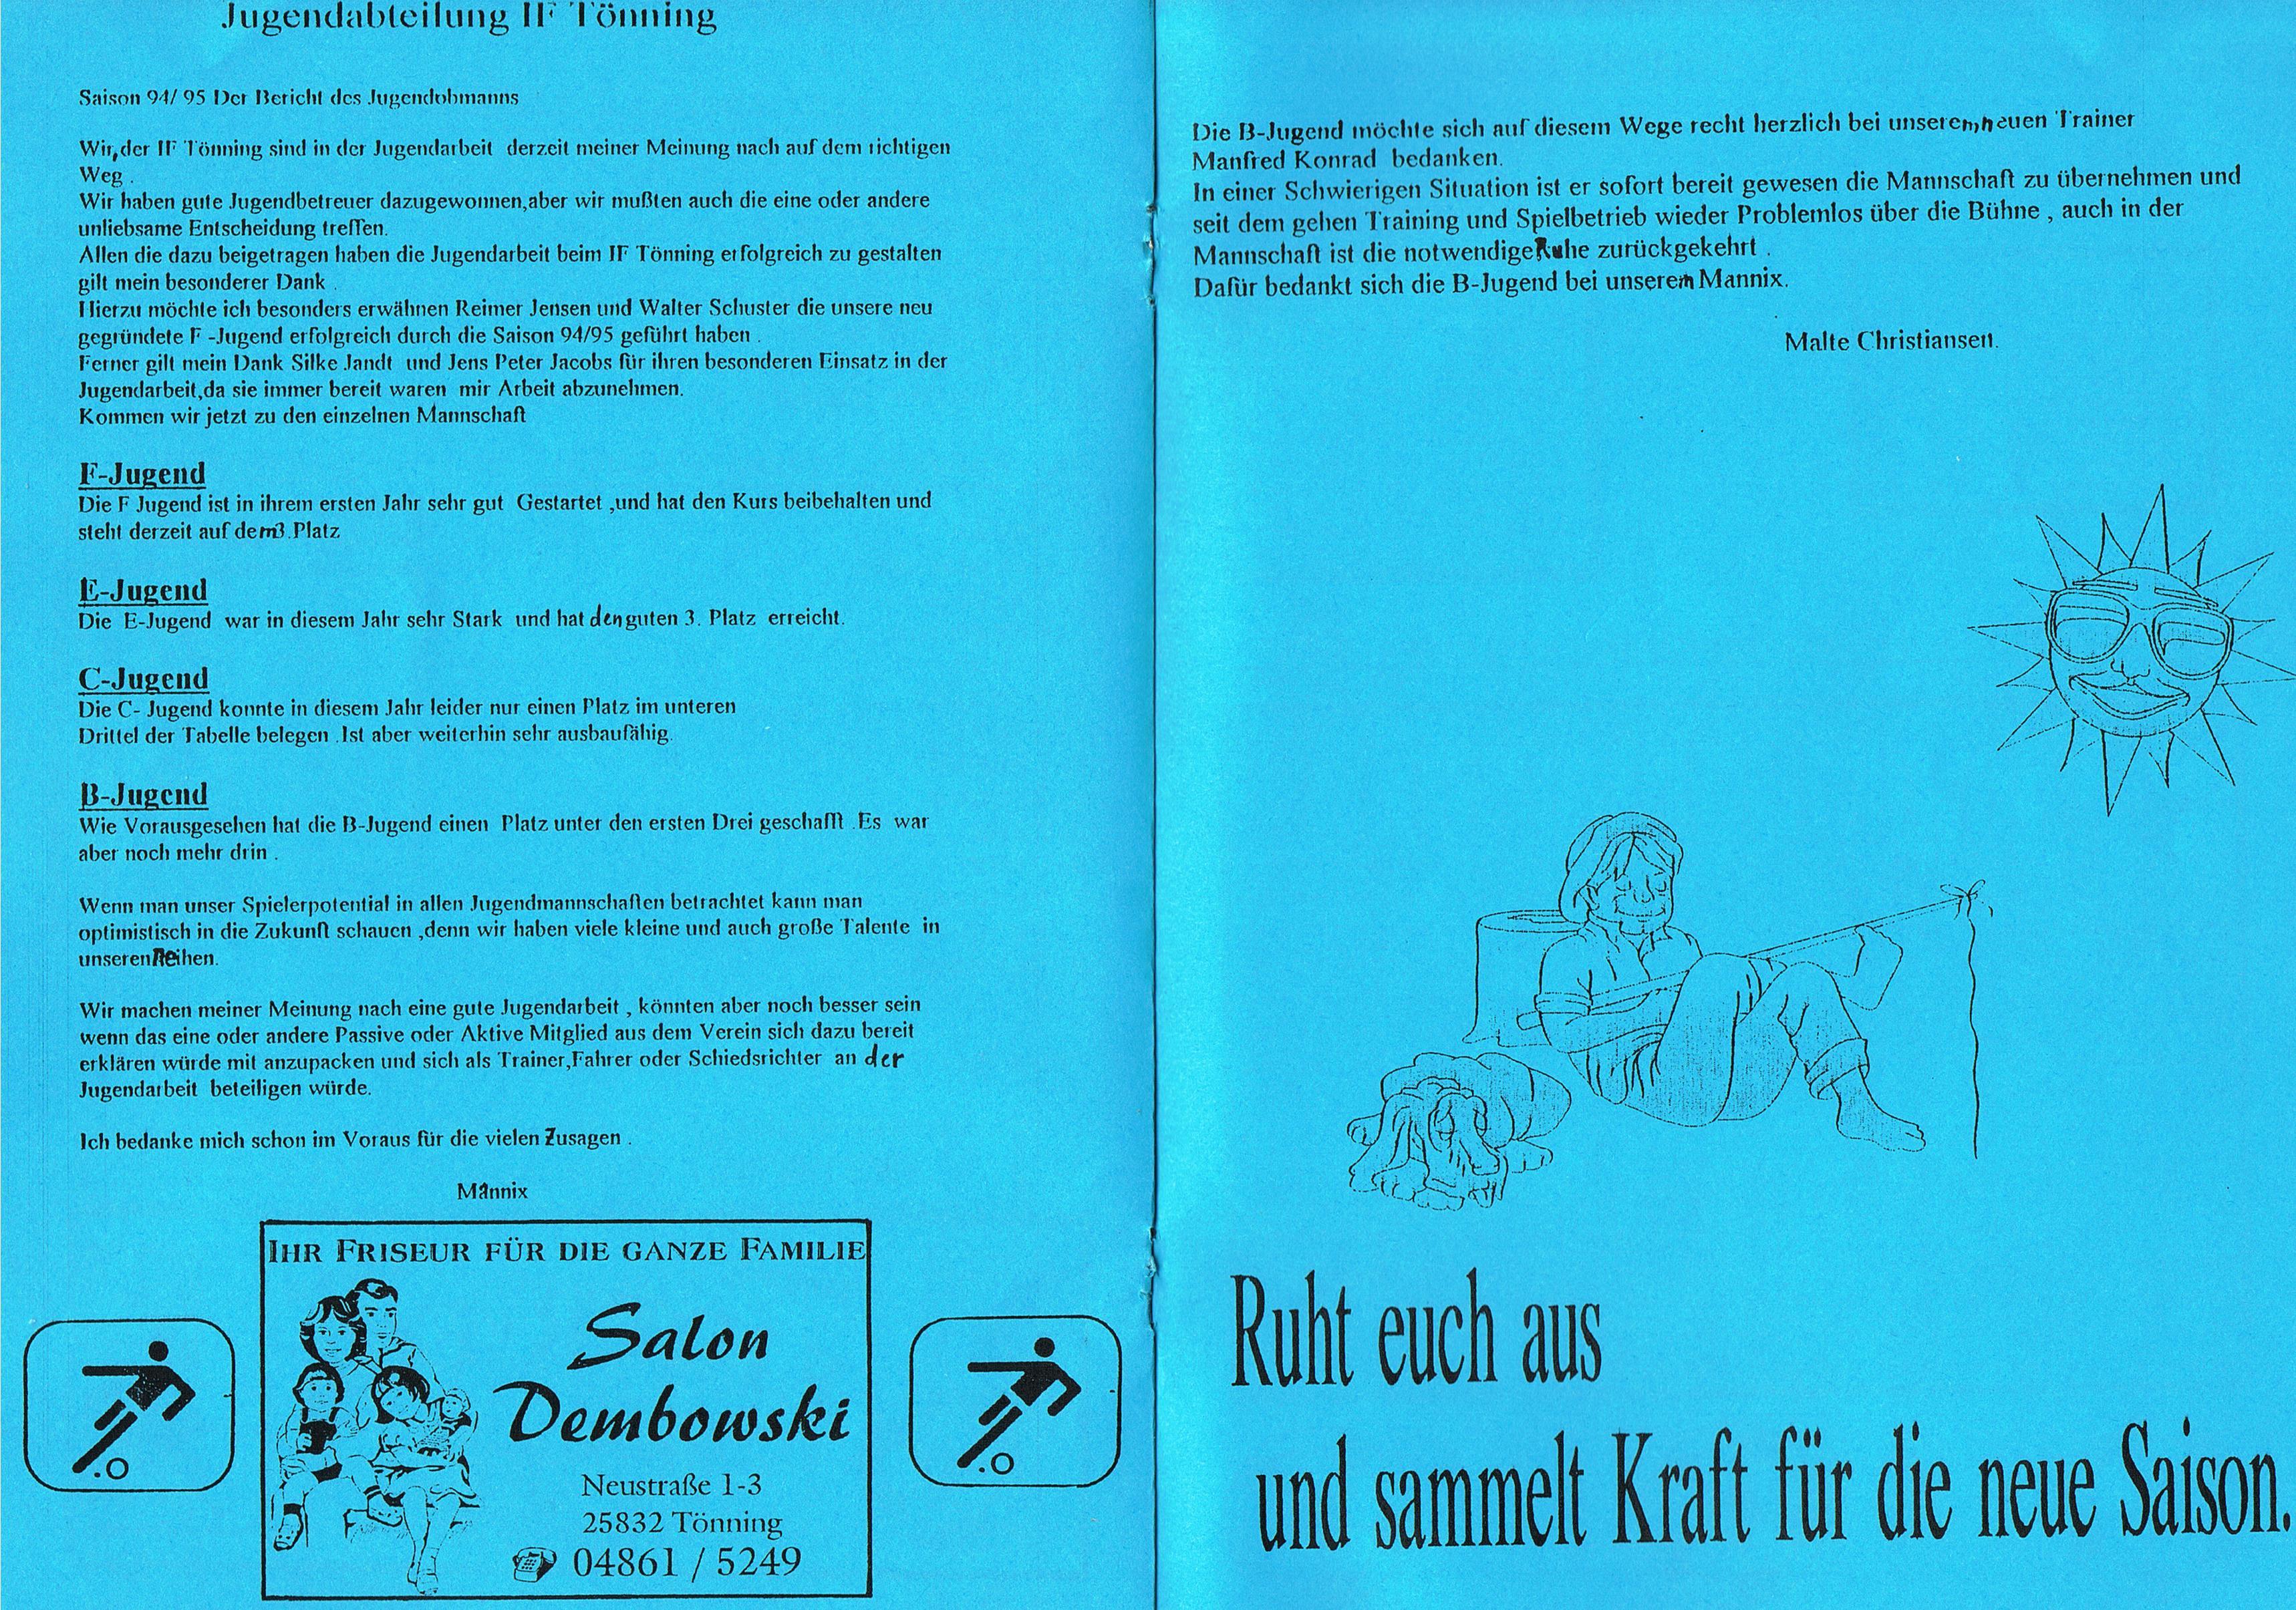 Jugendabteilung IF Tönning
Saison 94/ 95 Der Bericht des Jugendobmanns
Wir,der IF Tönning sind in der Jugendarbeit derzeit meiner Meinung nach auf dem richtigen
Weg .
Wir haben gute Jugendbetreuer dazugewonnen,aber wir mußten auch die eine oder andere
unliebsame Entscheidung treffen.
Allen die dazu beigetragen haben die Jugendarbeit beim IF Tönning erfolgreich zu gestalten
gilt mein besonderer Dank .
Hierzu möchte ich besonders erwähnen Reimer Jensen und Walter Schuster die unsere neu
gegründete F -Jugend erfolgreich durch die Saison 94/95 geführt haben .
Ferner gilt mein Dank Silke Jandt und Jens Peter Jacobs für ihren besonderen Einsatz in der
Jugendarbeit,da sie immer bereit waren mir Arbeit abzunehmen.
Kommen wir jetzt zu den einzelnen Mannschaft
F-Jugend
Die F Jugend ist in ihrem ersten Jahr sehr gut Gestartet ,und hat den Kurs beibehalten und
steht derzeit auf dem 3.Platz
E-Jugend
Die E-Jugend war in diesem Jahr sehr Stark und hat den guten 3. Platz erreicht.
C-Jugend
Die C- Jugend konnte in diesem Jahr leider nur einen Platz im unteren
Drittel der Tabelle belegen .Ist aber weiterhin sehr ausbaufähig.
B-Jugend
Wie Vorausgesehen hat die B-Jugend einen Platz unter den ersten Drei geschafft .Es war
aber noch mehr drin .
Wenn man unser Spielerpotential in allen Jugendmannschaften betrachtet kann man
optimistisch in die Zukunft schauen ,denn wir haben viele kleine und auch große Talente in
unseren Reihen.
Wir machen meiner Meinung nach eine gute Jugendarbeit , könnten aber noch besser sein
wenn das eine oder andere Passive oder Aktive Mitglied aus dem Verein sich dazu bereit
erklären würde mit anzupacken und sich als Trainer,Fahrer oder Schiedsrichter an der
Jugendarbeit beteiligen würde.
Ich bedanke mich schon im Voraus für die vielen Zusagen .
Mannix
IHR FRISEUR FÜR DIE GANZE FAMILIE
Salon
Dembowski
Neustraße 1-3
25832 Tönning
04861 / 5249
Die B-Jugend möchte sich auf diesem Wege recht herzlich bei unserem,neuen Trainer
Manfred Konrad bedanken.
In einer Schwierigen Situation ist er sofort bereit gewesen die Mannschaft zu übernehmen und
seit dem gehen Training und Spielbetrieb wieder Problemlos über die Bühne , auch in der
Mannschaft ist die notwendige Ruhe zurückgekehrt .
Dafür bedankt sich die B-Jugend bei unserem Mannix.
Malte Christiansen.
Ruht euch aus
und sammelt Kraft für die neue Saison.